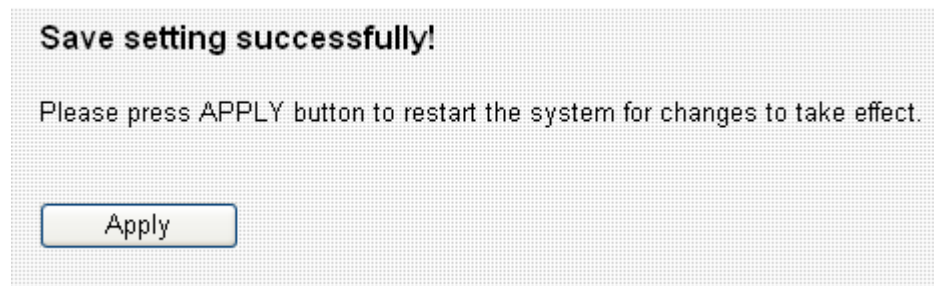 Save setting successfully!
Please press APPLY button to restart the system for changes to take effect.
Apply